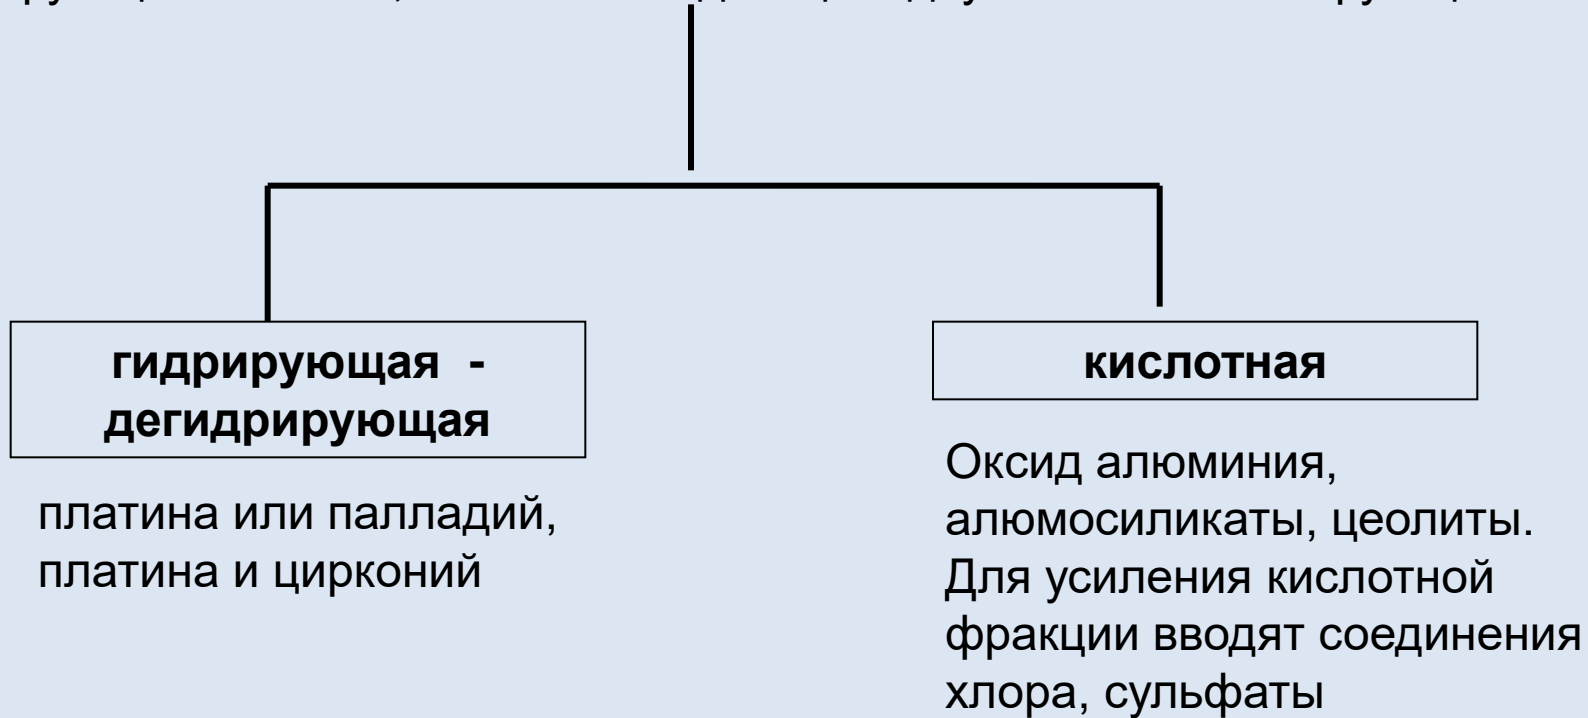 гидрирующая -
дегидрирующая
кислотная
платина или палладий,
платина и цирконий
Оксид алюминия,
алюмосиликаты, цеолиты.
Для усиления кислотной
фракции вводят соединения
хлора, сульфаты